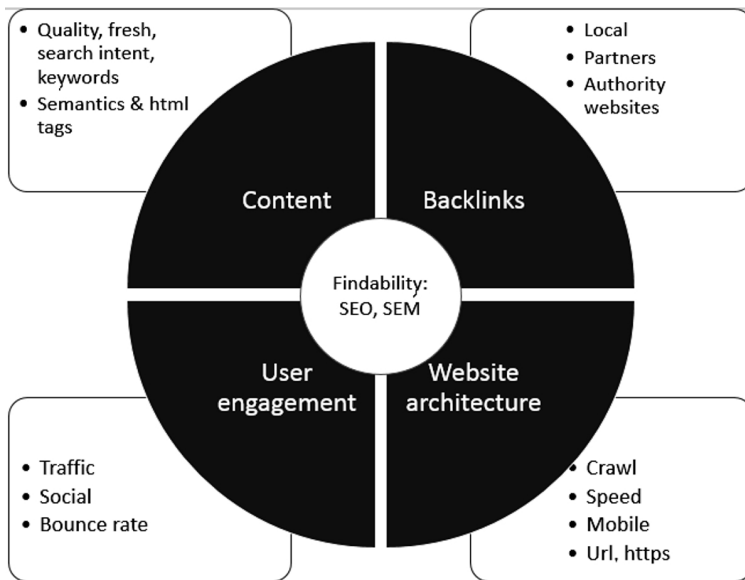 • Quality, fresh,
search intent,
keywords
• Semantics & html
tags
• Local
• Partners
• Authority
websites
Content
Backlinks
Findability:
SEO, SEM
User
engagement
Website
architecture
• Traffic
• Social
• Bounce rate
• Crawl
• Speed
• Mobile
• Url, https